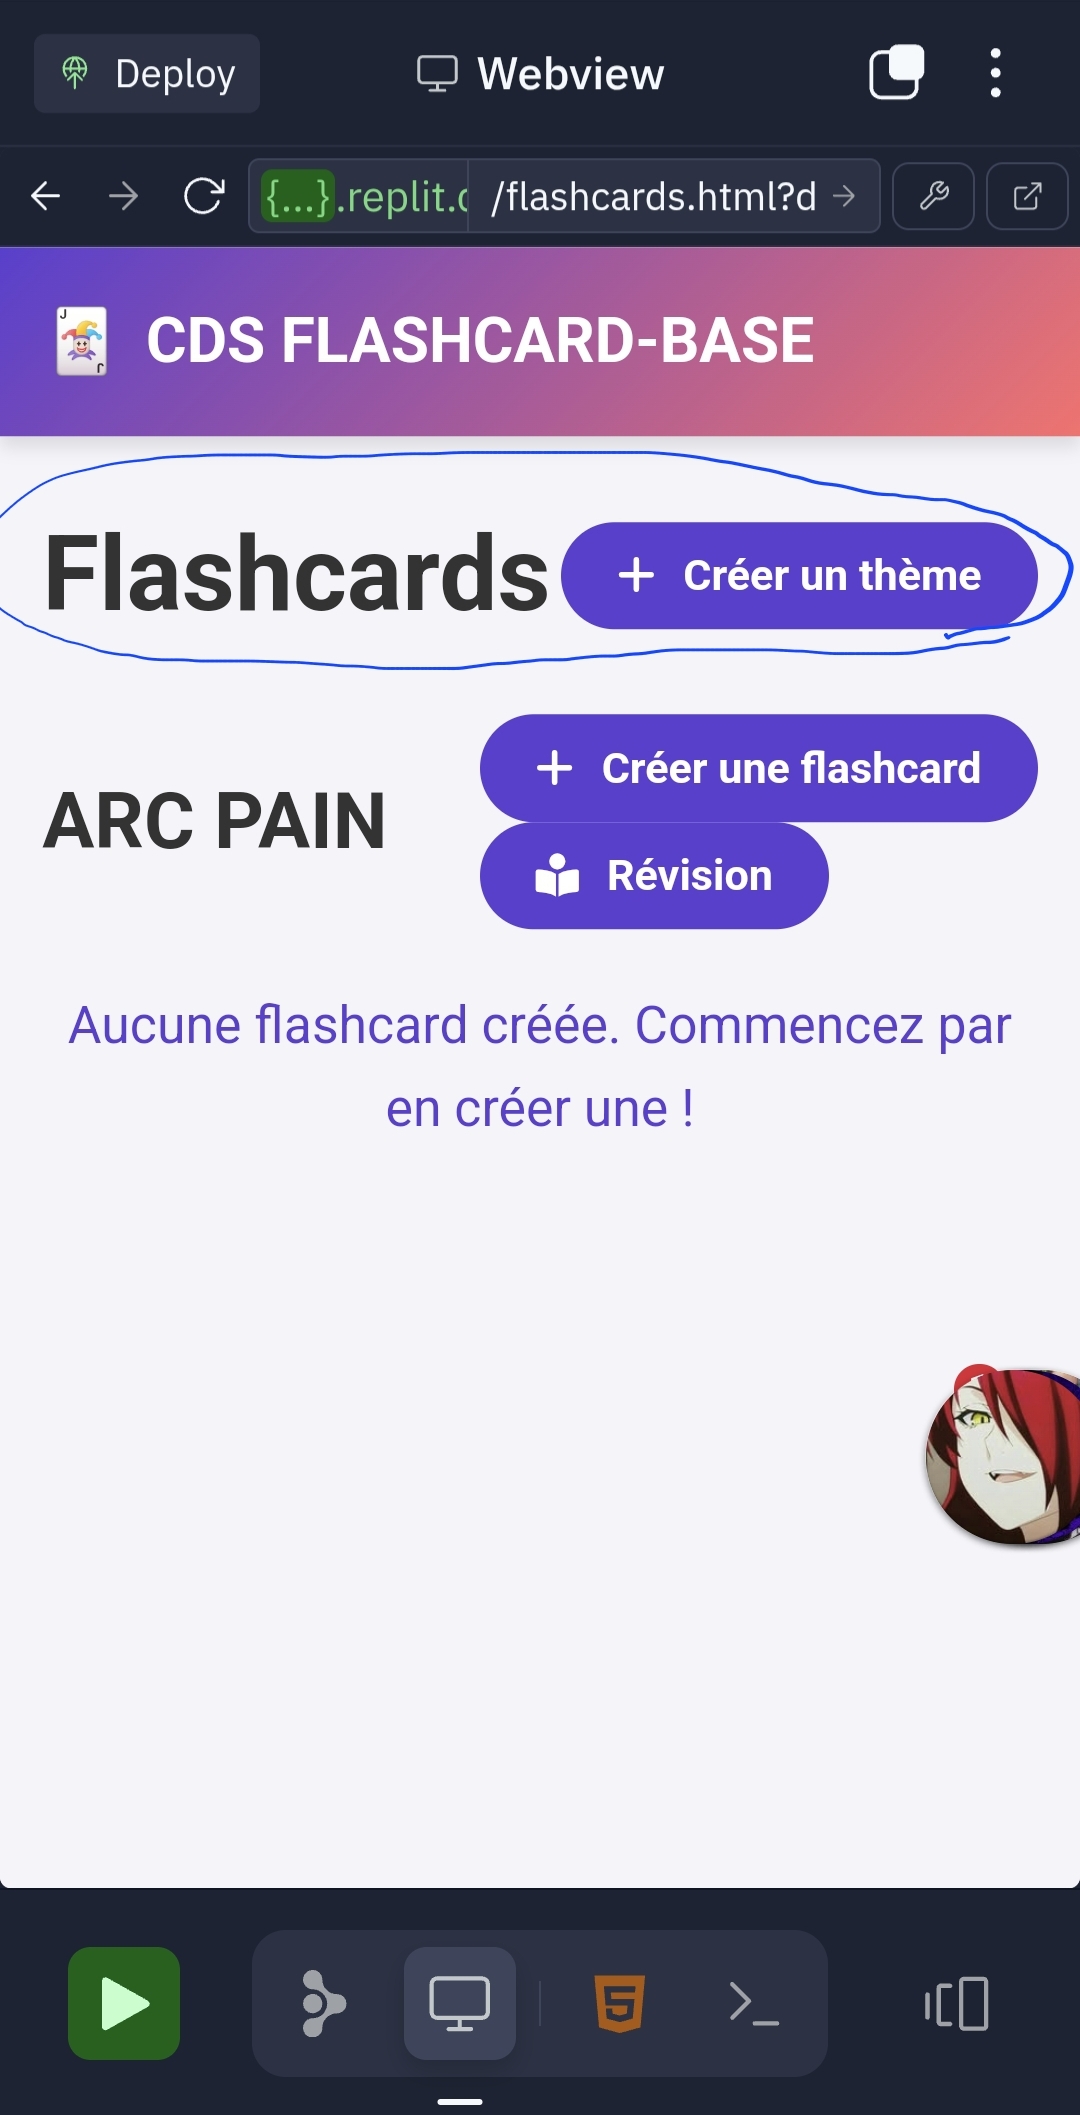 Deploy
Webview
{...}.replit.
/flashcards.html?d
CDS FLASHCARD-BASE
Flashcards
+ Créer un thème
+ Créer une flashcard
ARC PAIN
Révision
Aucune flashcard créée. Commencez par
en créer une !